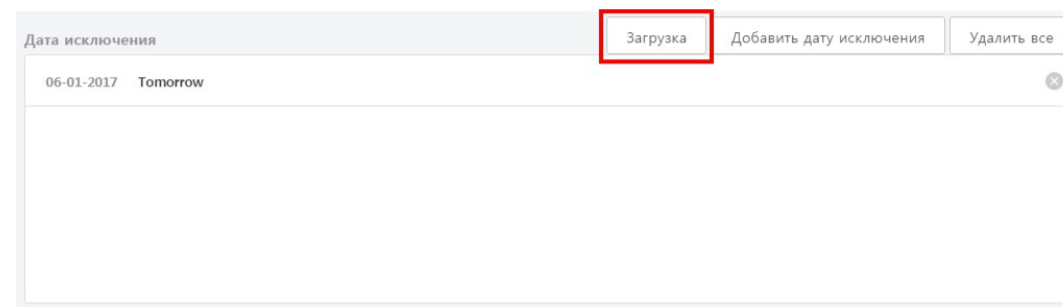 Дата исключения Загрузка Добавить дату исключения Удалить все
06-01-2017 Tomorrow